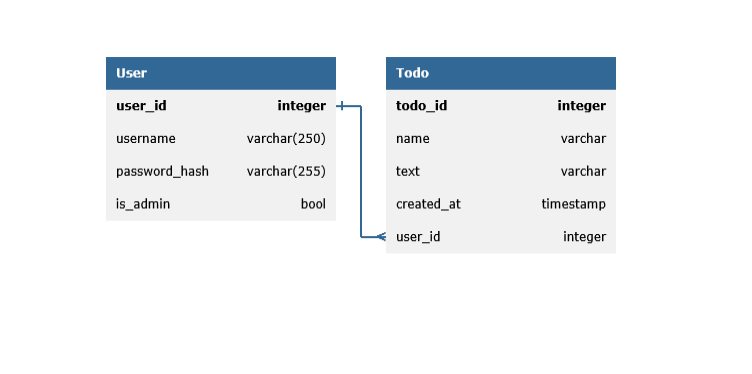 User
user_id integer
username varchar(250)
password_hash varchar(255)
is_admin bool
Todo
todo_id integer
name varchar
text varchar
created_at timestamp
user_id integer